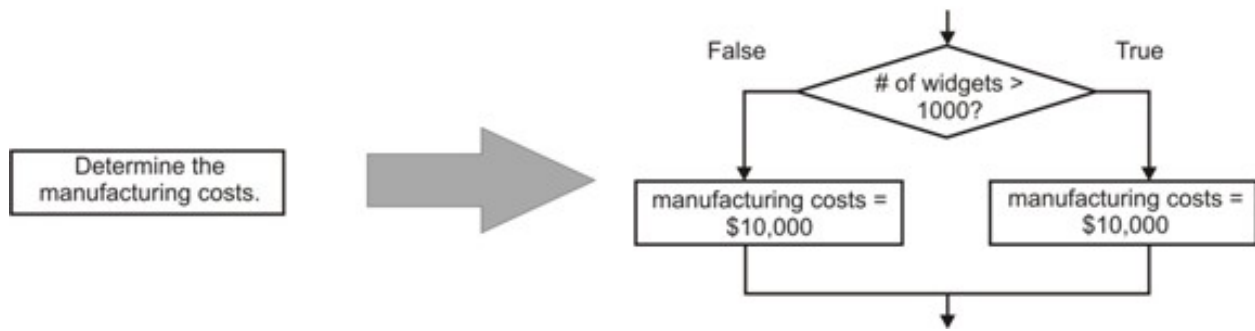 Determine the
manufacturing costs.
False
True
# of widgets >
1000?
manufacturing costs =
$10,000
manufacturing costs =
$10,000